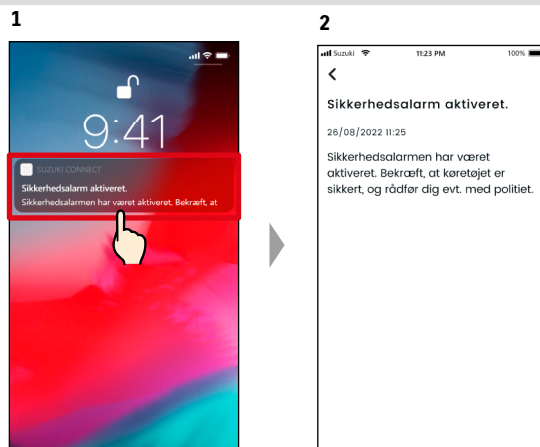 1
9:41
SUZUKI CONNECT
Sikkerhedsalarm aktiveret.
Sikkerhedsalarmen har været aktiveret. Bekræft, at
2
Suzuki 11:23 PM 100%
Sikkerhedsalarm aktiveret.
26/08/2022 11:25
Sikkerhedsalarmen har været
aktiveret. Bekræft, at køretøjet er
sikkert, og rådfør dig evt. med politiet.